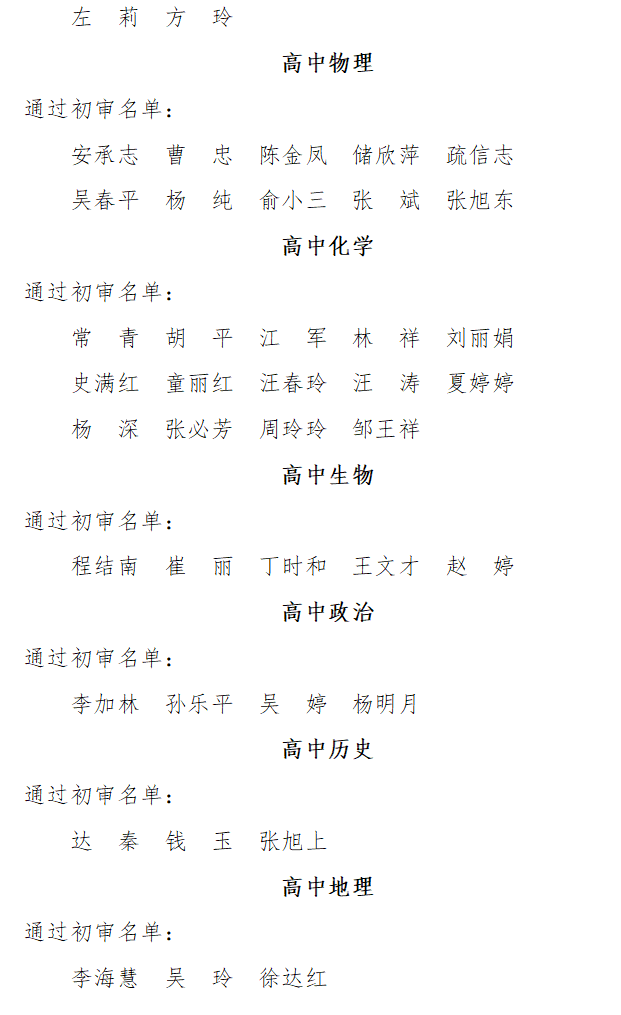 左　莉　方　玲
高中物理
通过初审名单：
安承志　曹　忠　陈金凤　储欣萍　疏信志
吴春平　杨　纯　俞小三　张　斌　张旭东
高中化学
通过初审名单：
常　青　胡　平　江　军　林　祥　刘丽娟
史满红　童丽红　汪春玲　汪　涛　夏婷婷
杨　深　张必芳　周玲玲　邹王祥
高中生物
通过初审名单：
程结南　崔　丽　丁时和　王文才　赵　婷
高中政治
通过初审名单：
李加林　孙乐平　吴　婷　杨明月
高中历史
通过初审名单：
达　秦　钱　玉　张旭上
高中地理
通过初审名单：
李海慧　吴　玲　徐达红